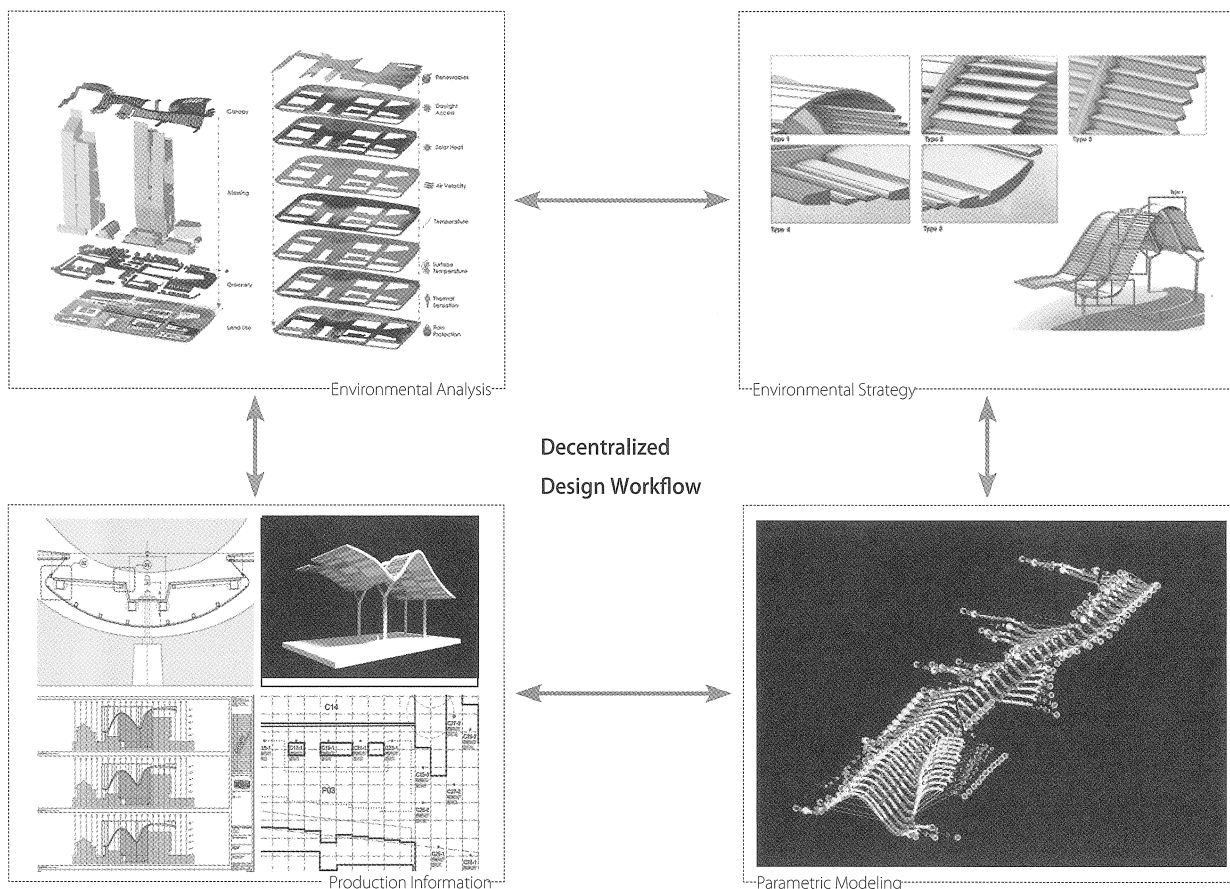 Canopy
Massing
Greenery
Land Use
Renewables
Daylight
Access
Solar Heat
Air Velocity
Temperature
Surface
Temperature
Thermal
Sensation
Rain
Protection
Environmental Analysis
Type 1
Type 2
Type 3
Type 4
Type 5
Environmental Strategy
Decentralized
Design Workflow
C14
P03
Production Information
Parametric Modeling